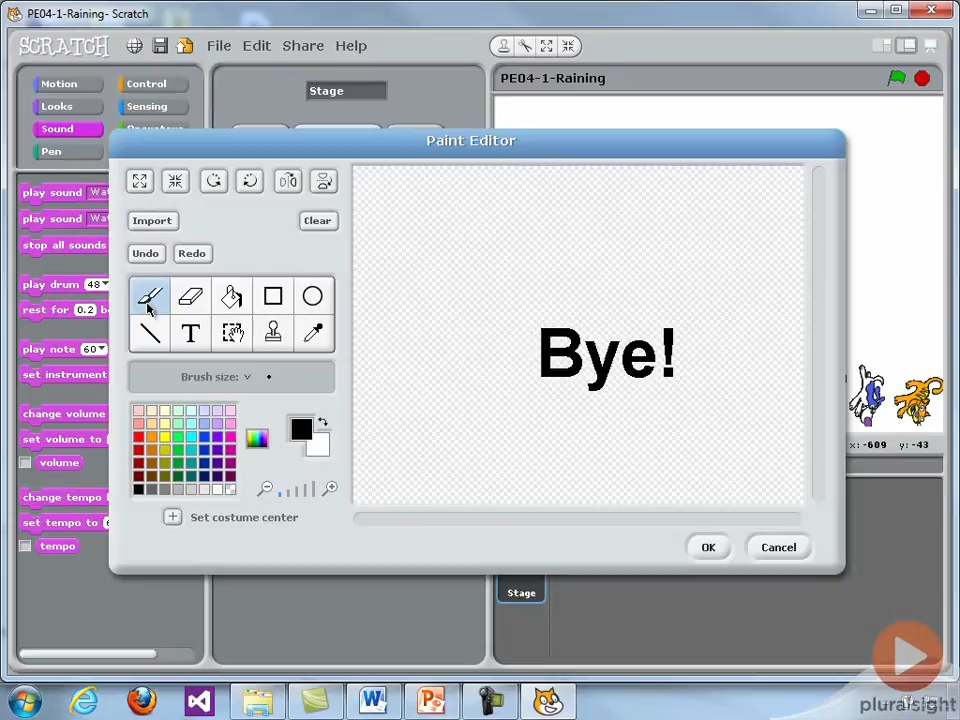 PE04-1-Raining- Scratch
SCRATCH File Edit Share Help
Motion Control
Looks Sensing
Sound Operators
Pen
Stage
PE04-1-Raining
Paint Editor
play sound
play sound
stop all sounds
play drum 48
rest for 0.2
play note 60
set instrument
change volume
set volume to
volume
change tempo
set tempo to
tempo
Import Clear
Undo Redo
T
Brush size:
Set costume center
Bye!
OK Cancel
x: -609 y: -43
Stage
pluralsight